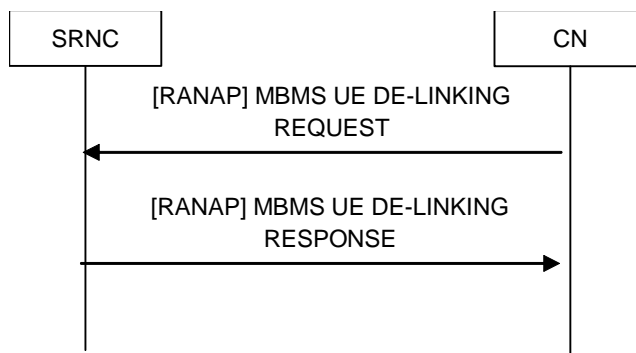 SRNC
CN
[RANAP] MBMS UE DE-LINKING
REQUEST
[RANAP] MBMS UE DE-LINKING
RESPONSE